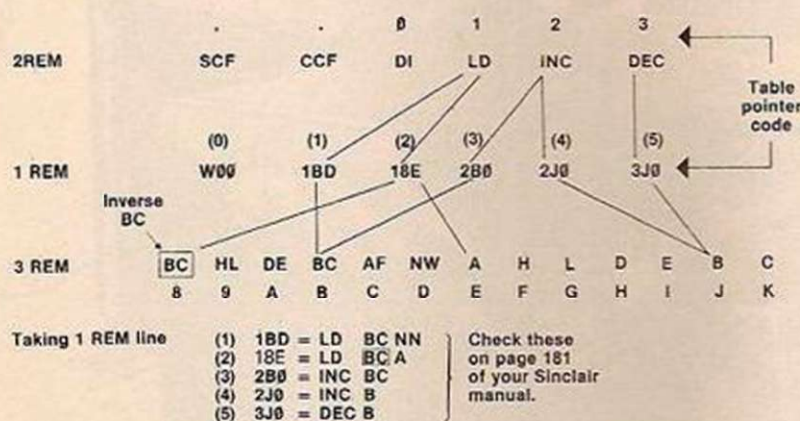 . . 0 1 2 3
2REM SCF CCF DI LD INC DEC
Table
pointer
code
(0) (1) (2) (3) (4) (5)
1 REM W00 1BD 18E 2B0 2J0 3J0
Inverse
BC
3 REM BC HL DE BC AF NW A H L D E B C
8 9 A B C D E F G H I J K
Taking 1 REM line
(1) 1BD = LD BC NN
(2) 18E = LD BC A
(3) 2B0 = INC BC
(4) 2J0 = INC B
(5) 3J0 = DEC B
Check these
on page 181
of your Sinclair
manual.